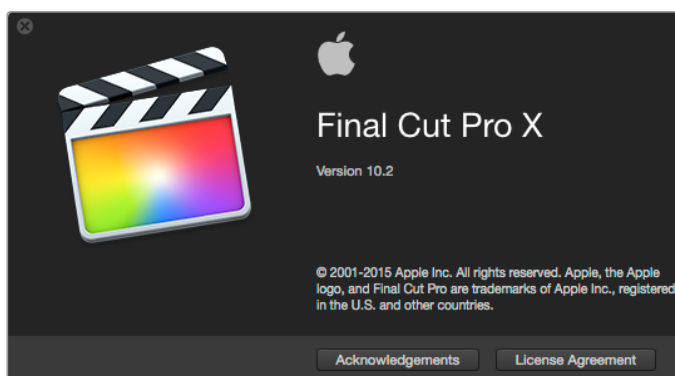 Final Cut Pro X
Version 10.2
© 2001-2015 Apple Inc. All rights reserved. Apple, the Apple
logo, and Final Cut Pro are trademarks of Apple Inc., registered
in the U.S. and other countries.
Acknowledgements
License Agreement